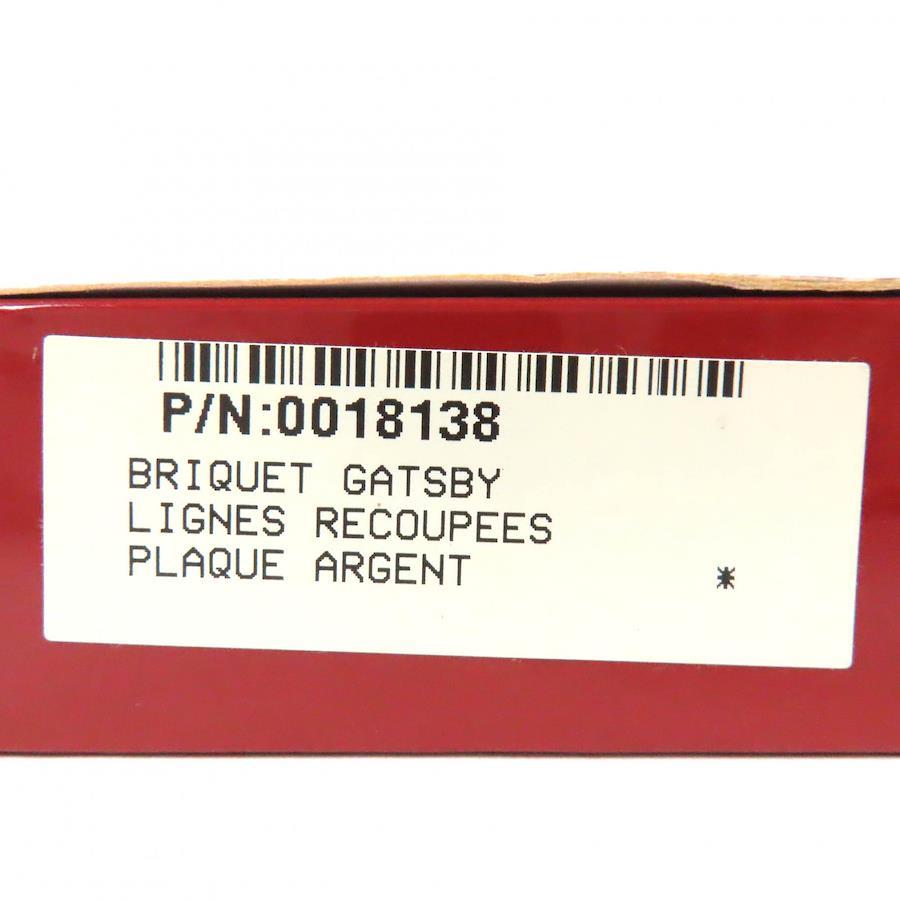 P/N:0018138
BRIQUET GATSBY
LIGNES RECOUPEES
PLAQUE ARGENT
*